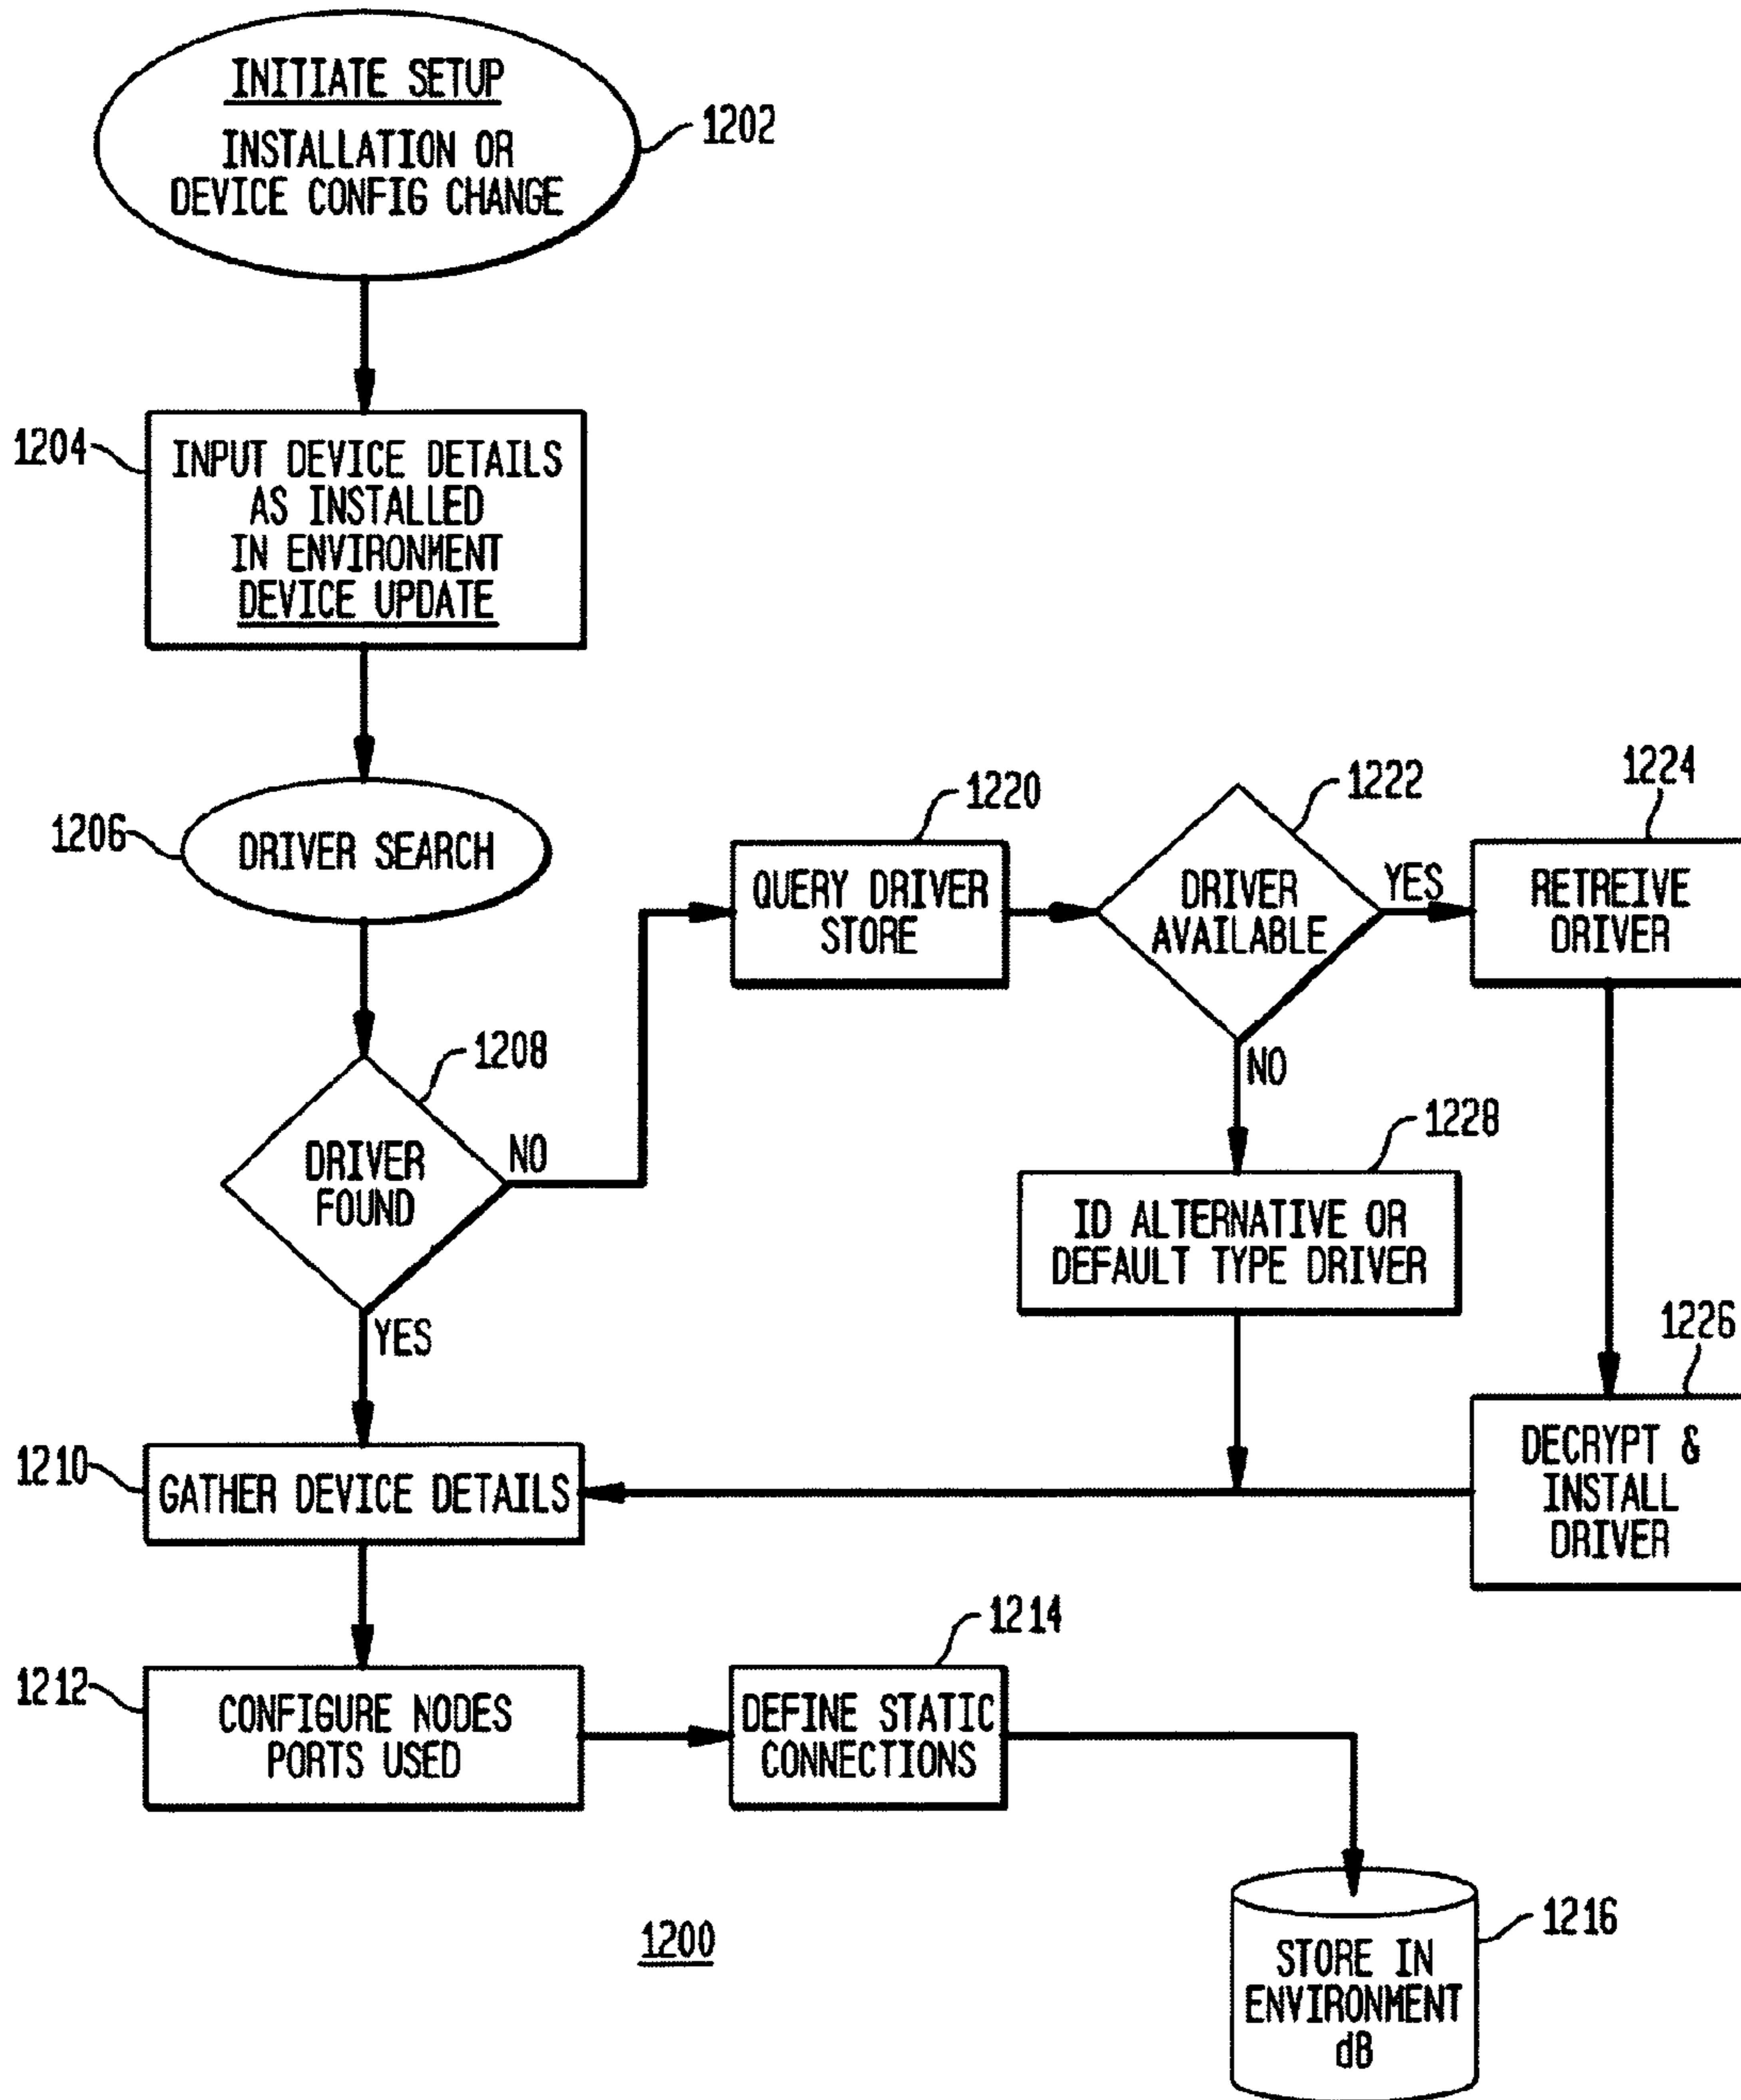 INITIATE SETUP
INSTALLATION OR
DEVICE CONFIG CHANGE
1202
1204
INPUT DEVICE DETAILS
AS INSTALLED
IN ENVIRONMENT
DEVICE UPDATE
1206
DRIVER SEARCH
1208
DRIVER
FOUND
NO
YES
1220
QUERY DRIVER
STORE
1222
DRIVER
AVAILABLE
YES
NO
1224
RETREIVE
DRIVER
1228
ID ALTERNATIVE OR
DEFAULT TYPE DRIVER
1226
DECRYPT &
INSTALL
DRIVER
1210
GATHER DEVICE DETAILS
1212
CONFIGURE NODES
PORTS USED
1214
DEFINE STATIC
CONNECTIONS
1216
STORE IN
ENVIRONMENT
dB
1200